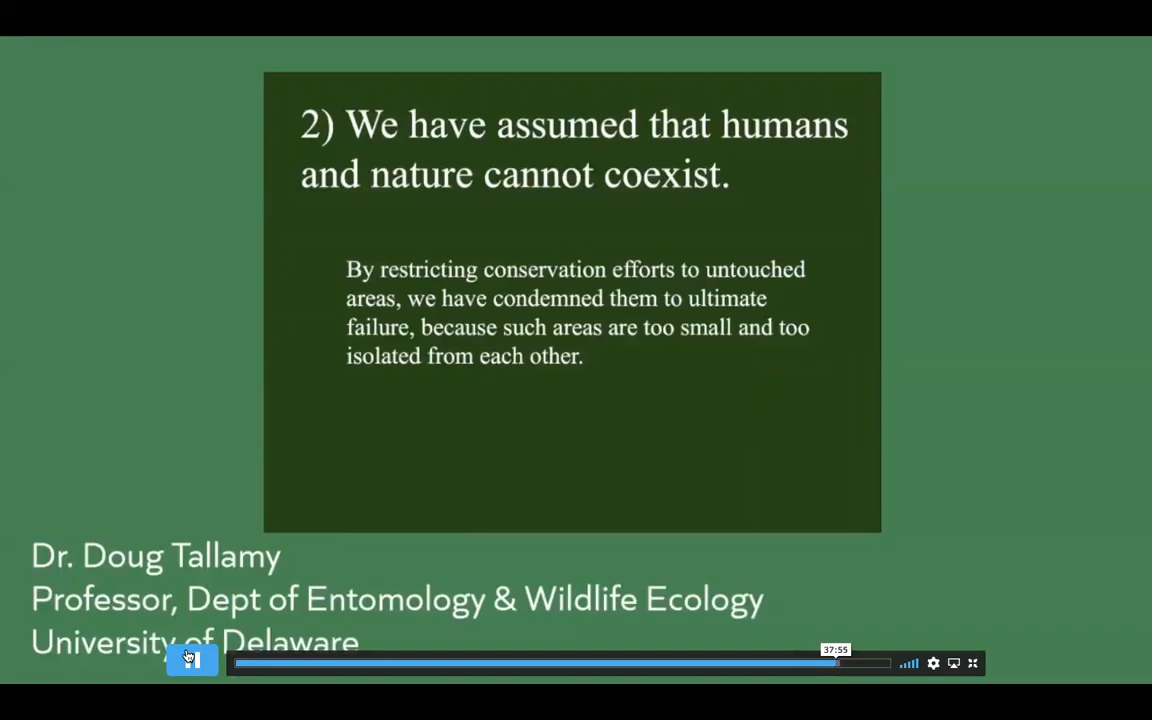 2) We have assumed that humans
and nature cannot coexist.
By restricting conservation efforts to untouched
areas, we have condemned them to ultimate
failure, because such areas are too small and too
isolated from each other.
Dr. Doug Tallamy
Professor, Dept of Entomology & Wildlife Ecology
University of Delaware
37:55